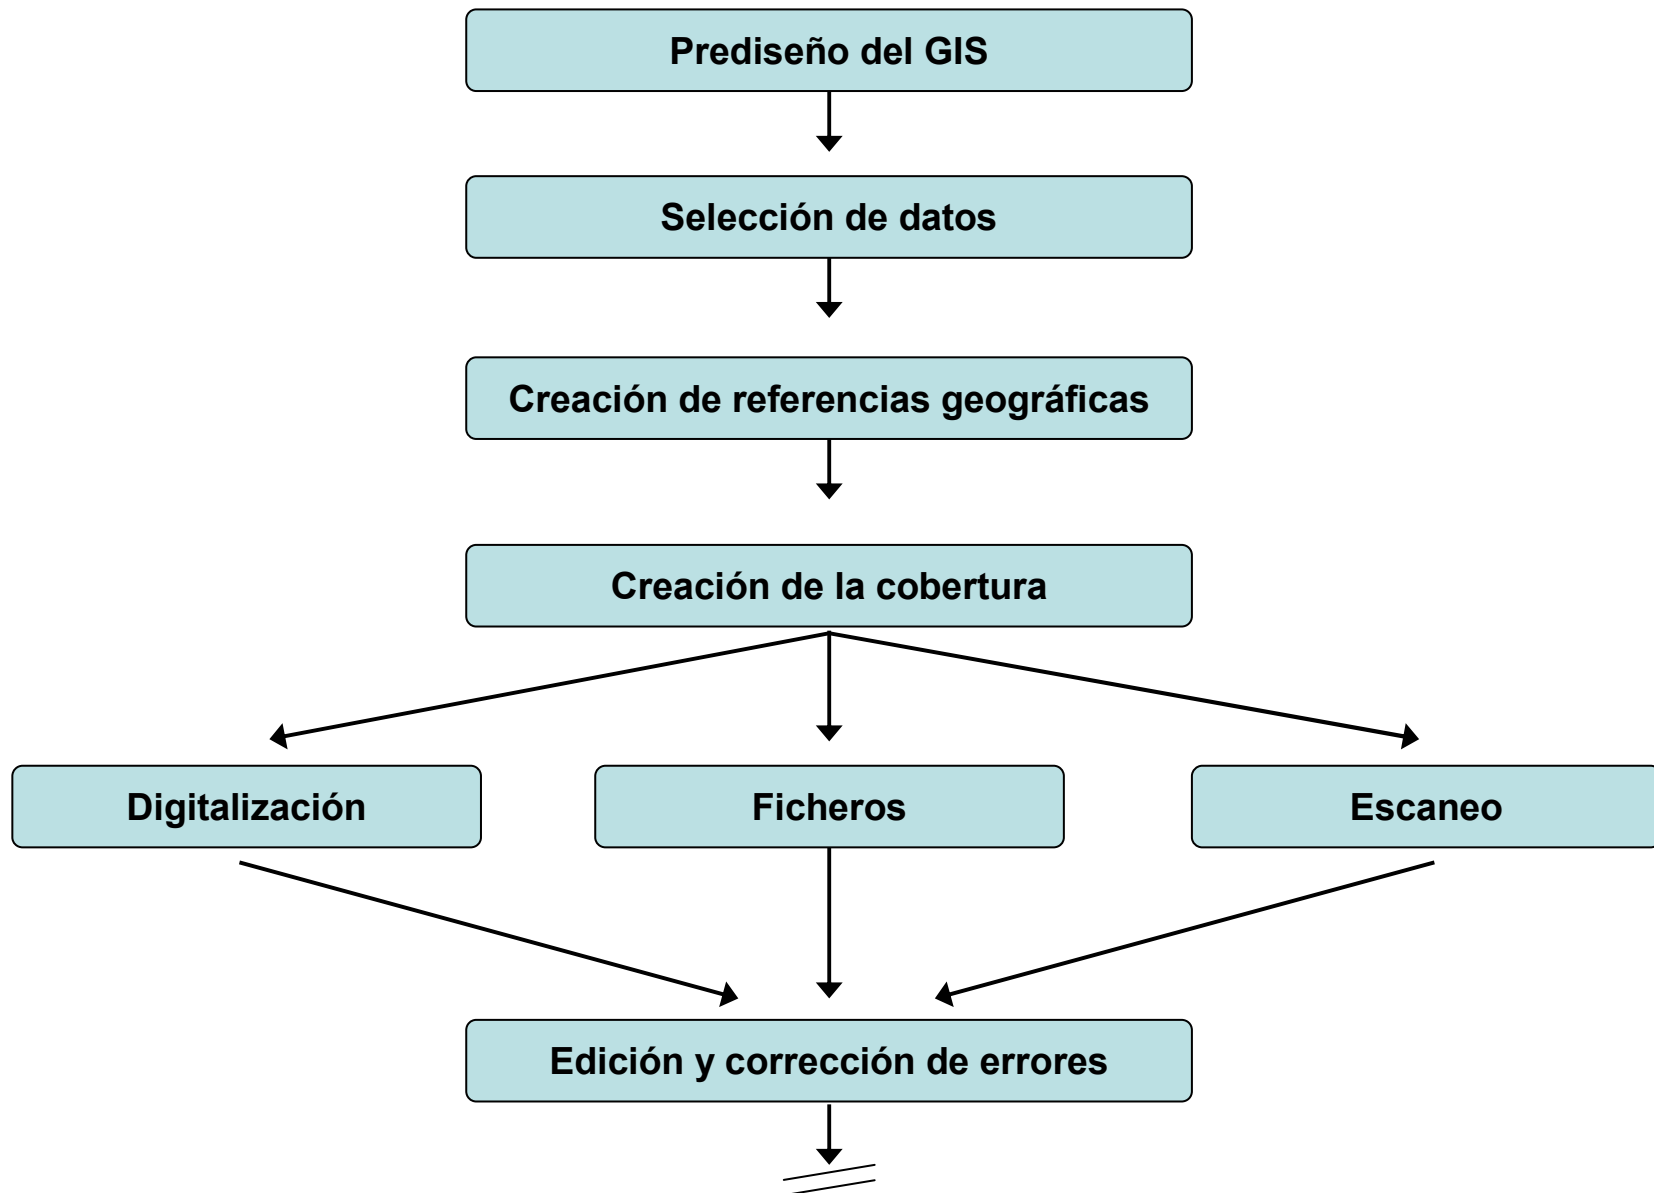 Prediseño del GIS
Selección de datos
Creación de referencias geográficas
Creación de la cobertura
Digitalización
Ficheros
Escaneo
Edición y corrección de errores